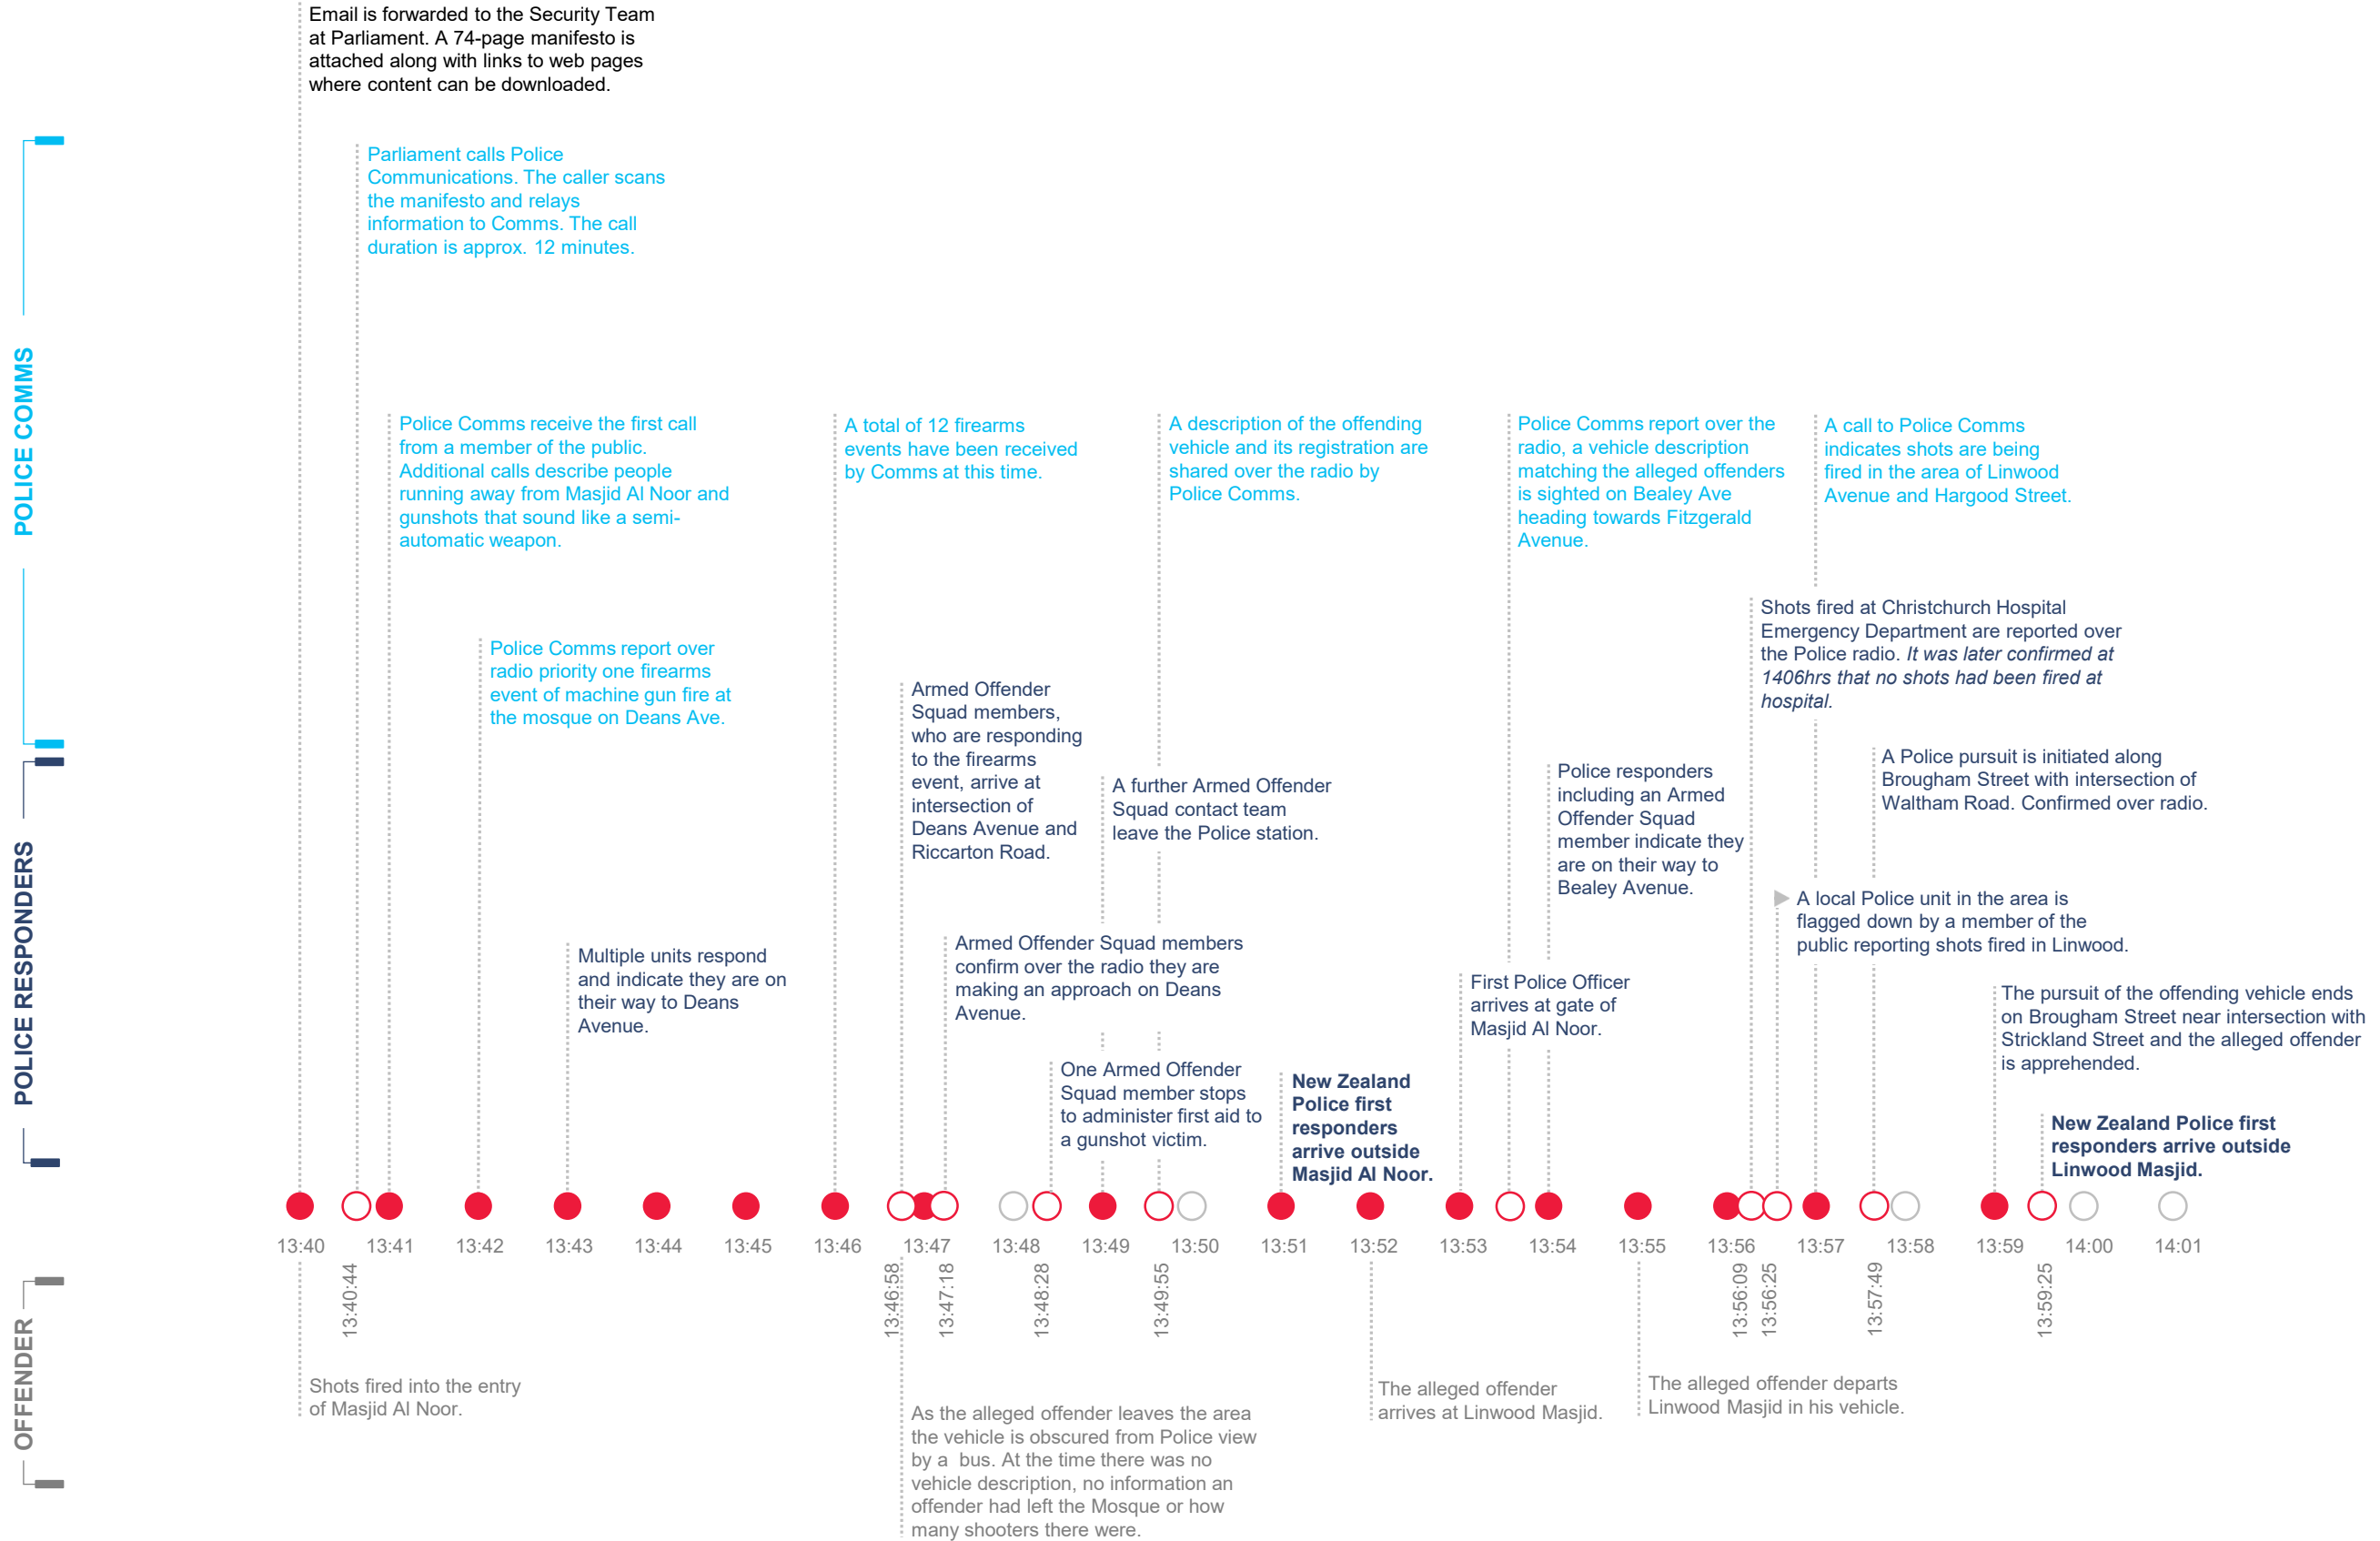 Email is forwarded to the Security Team
at Parliament. A 74-page manifesto is
attached along with links to web pages
where content can be downloaded.
POLICE COMMS
Parliament calls Police
Communications. The caller scans
the manifesto and relays
information to Comms. The call
duration is approx. 12 minutes.
Police Comms receive the first call
from a member of the public.
Additional calls describe people
running away from Masjid Al Noor and
gunshots that sound like a semi-
automatic weapon.
A total of 12 firearms
events have been received
by Comms at this time.
A description of the offending
vehicle and its registration are
shared over the radio by
Police Comms.
Police Comms report over the
radio, a vehicle description
matching the alleged offenders
is sighted on Bealey Ave
heading towards Fitzgerald
Avenue.
A call to Police Comms
indicates shots are being
fired in the area of Linwood
Avenue and Hargood Street.
Police Comms report over
radio priority one firearms
event of machine gun fire at
the mosque on Deans Ave.
POLICE RESPONDERS
Shots fired at Christchurch Hospital
Emergency Department are reported over
the Police radio. It was later confirmed at
1406hrs that no shots had been fired at
hospital.
Armed Offender
Squad members,
who are responding
to the firearms
event, arrive at
intersection of
Deans Avenue and
Riccarton Road.
A further Armed Offender
Squad contact team
leave the Police station.
Police responders
including an Armed
Offender Squad
member indicate they
are on their way to
Bealey Avenue.
A Police pursuit is initiated along
Brougham Street with intersection of
Waltham Road. Confirmed over radio.
A local Police unit in the area is
flagged down by a member of the
public reporting shots fired in Linwood.
Multiple units respond
and indicate they are on
their way to Deans
Avenue.
Armed Offender Squad members
confirm over the radio they are
making an approach on Deans
Avenue.
First Police Officer
arrives at gate of
Masjid Al Noor.
The pursuit of the offending vehicle ends
on Brougham Street near intersection with
Strickland Street and the alleged offender
is apprehended.
One Armed Offender
Squad member stops
to administer first aid to
a gunshot victim.
New Zealand
Police first
responders
arrive outside
Masjid Al Noor.
New Zealand Police first
responders arrive outside
Linwood Masjid.
13:40 13:41 13:42 13:43 13:44 13:45 13:46 13:47 13:48 13:49 13:50 13:51 13:52 13:53 13:54 13:55 13:56 13:57 13:58 13:59 14:00 14:01
13:40:44
13:46:58
13:47:18
13:48:28
13:49:55
13:56:09
13:56:25
13:57:49
13:59:25
OFFENDER
Shots fired into the entry
of Masjid Al Noor.
As the alleged offender leaves the area
the vehicle is obscured from Police view
by a bus. At the time there was no
vehicle description, no information an
offender had left the Mosque or how
many shooters there were.
The alleged offender
arrives at Linwood Masjid.
The alleged offender departs
Linwood Masjid in his vehicle.